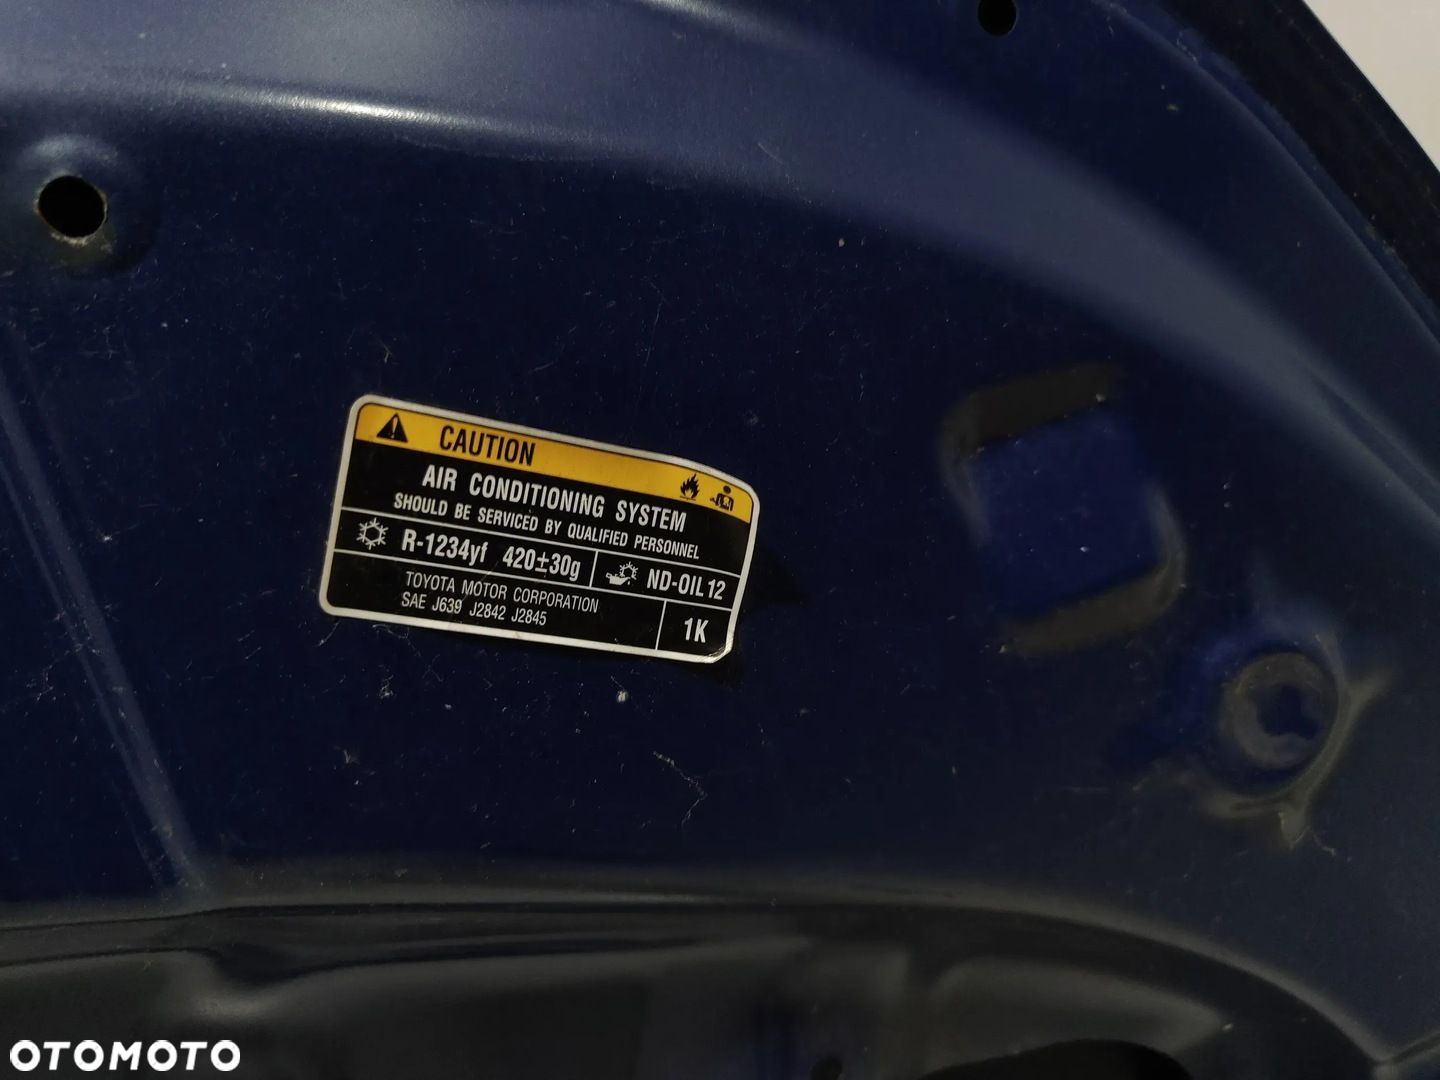 CAUTION
AIR CONDITIONING SYSTEM
SHOULD BE SERVICED BY QUALIFIED PERSONNEL
R-1234yf 420±30g ND-OIL 12
TOYOTA MOTOR CORPORATION
SAE J639 J2842 J2845
1K
OTOMOTO